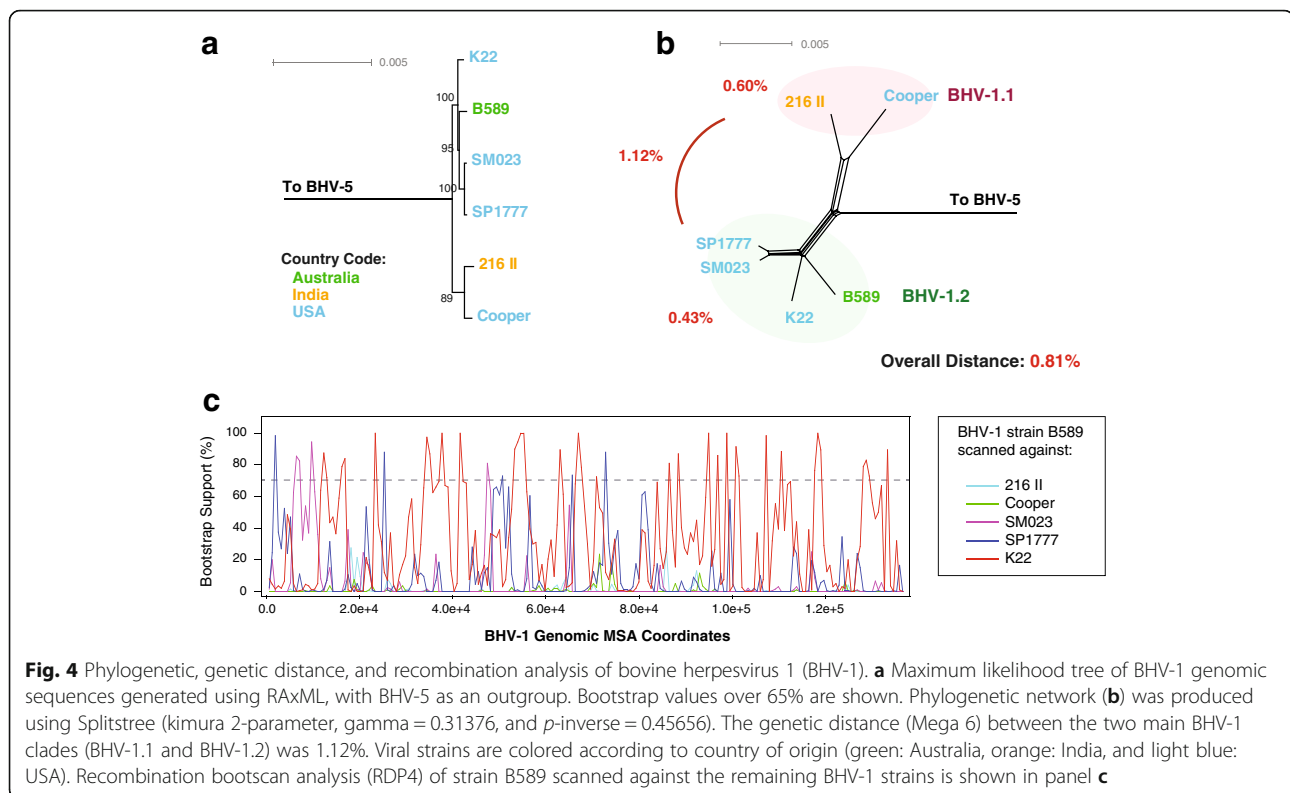 a
0.005
K22
100
B589
95
SM023
To BHV-5
100
SP1777
Country Code:
Australia
India
USA
216 II
89
Cooper
b
0.005
0.60%
216 II
Cooper
BHV-1.1
1.12%
To BHV-5
SP1777
SM023
B589
BHV-1.2
K22
0.43%
Overall Distance: 0.81%
c
Bootstrap Support (%)
100
80
60
40
20
0
0.0
2.0e+4
4.0e+4
6.0e+4
8.0e+4
1.0e+5
1.2e+5
BHV-1 Genomic MSA Coordinates
BHV-1 strain B589
scanned against:
216 II
Cooper
SM023
SP1777
K22
Fig. 4 Phylogenetic, genetic distance, and recombination analysis of bovine herpesvirus 1 (BHV-1). a Maximum likelihood tree of BHV-1 genomic
sequences generated using RAxML, with BHV-5 as an outgroup. Bootstrap values over 65% are shown. Phylogenetic network (b) was produced
using Splitstree (kimura 2-parameter, gamma = 0.31376, and p-inverse = 0.45656). The genetic distance (Mega 6) between the two main BHV-1
clades (BHV-1.1 and BHV-1.2) was 1.12%. Viral strains are colored according to country of origin (green: Australia, orange: India, and light blue:
USA). Recombination bootscan analysis (RDP4) of strain B589 scanned against the remaining BHV-1 strains is shown in panel c